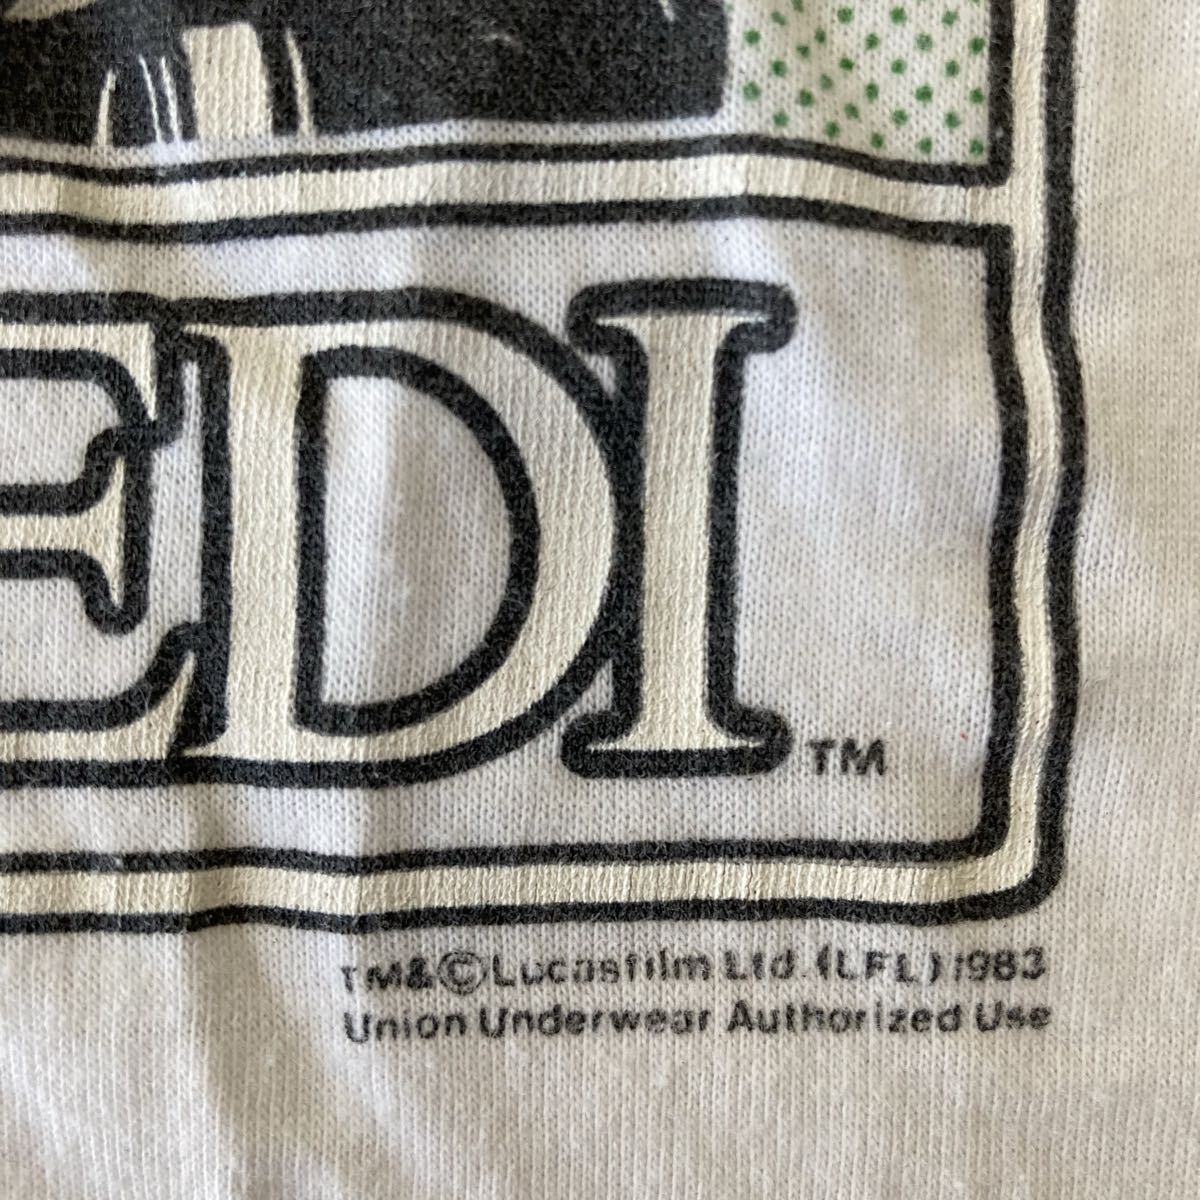 EDI TM
TM&©Lucasfilm Ltd. (LFL) 1983
Union Underwear Authorized Use